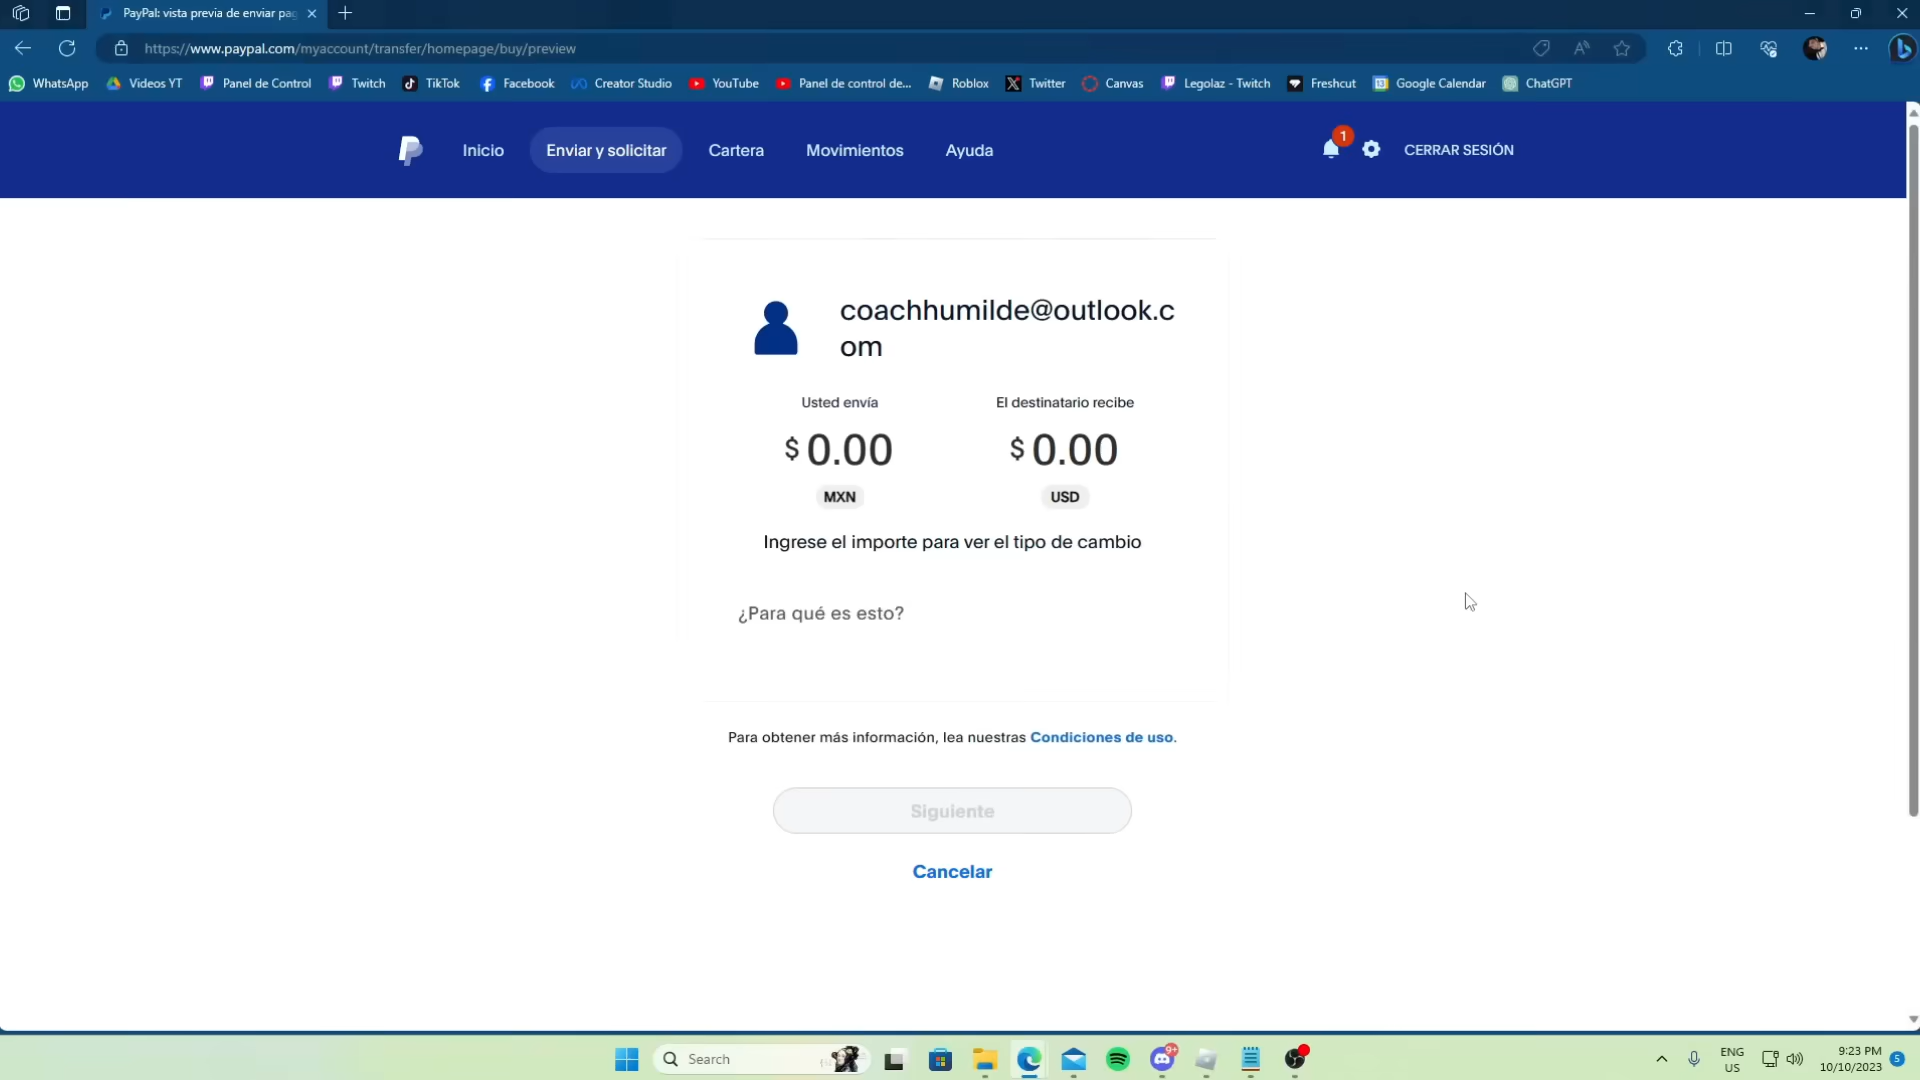 PayPal: vista previa de enviar pag
https://www.paypal.com/myaccount/transfer/homepage/buy/preview
WhatsApp Videos YT Panel de Control Twitch TikTok Facebook Creator Studio YouTube Panel de control de... Roblox Twitter Canvas Legolaz - Twitch Freshcut Google Calendar ChatGPT
Inicio Enviar y solicitar Cartera Movimientos Ayuda 1 CERRAR SESIÓN
coachhumilde@outlook.c
om
Usted envía El destinatario recibe
$ 0.00 $ 0.00
MXN USD
Ingrese el importe para ver el tipo de cambio
¿Para qué es esto?
Para obtener más información, lea nuestras Condiciones de uso.
Siguiente
Cancelar
Search 9+ ENG 9:23 PM 5
US 10/10/2023